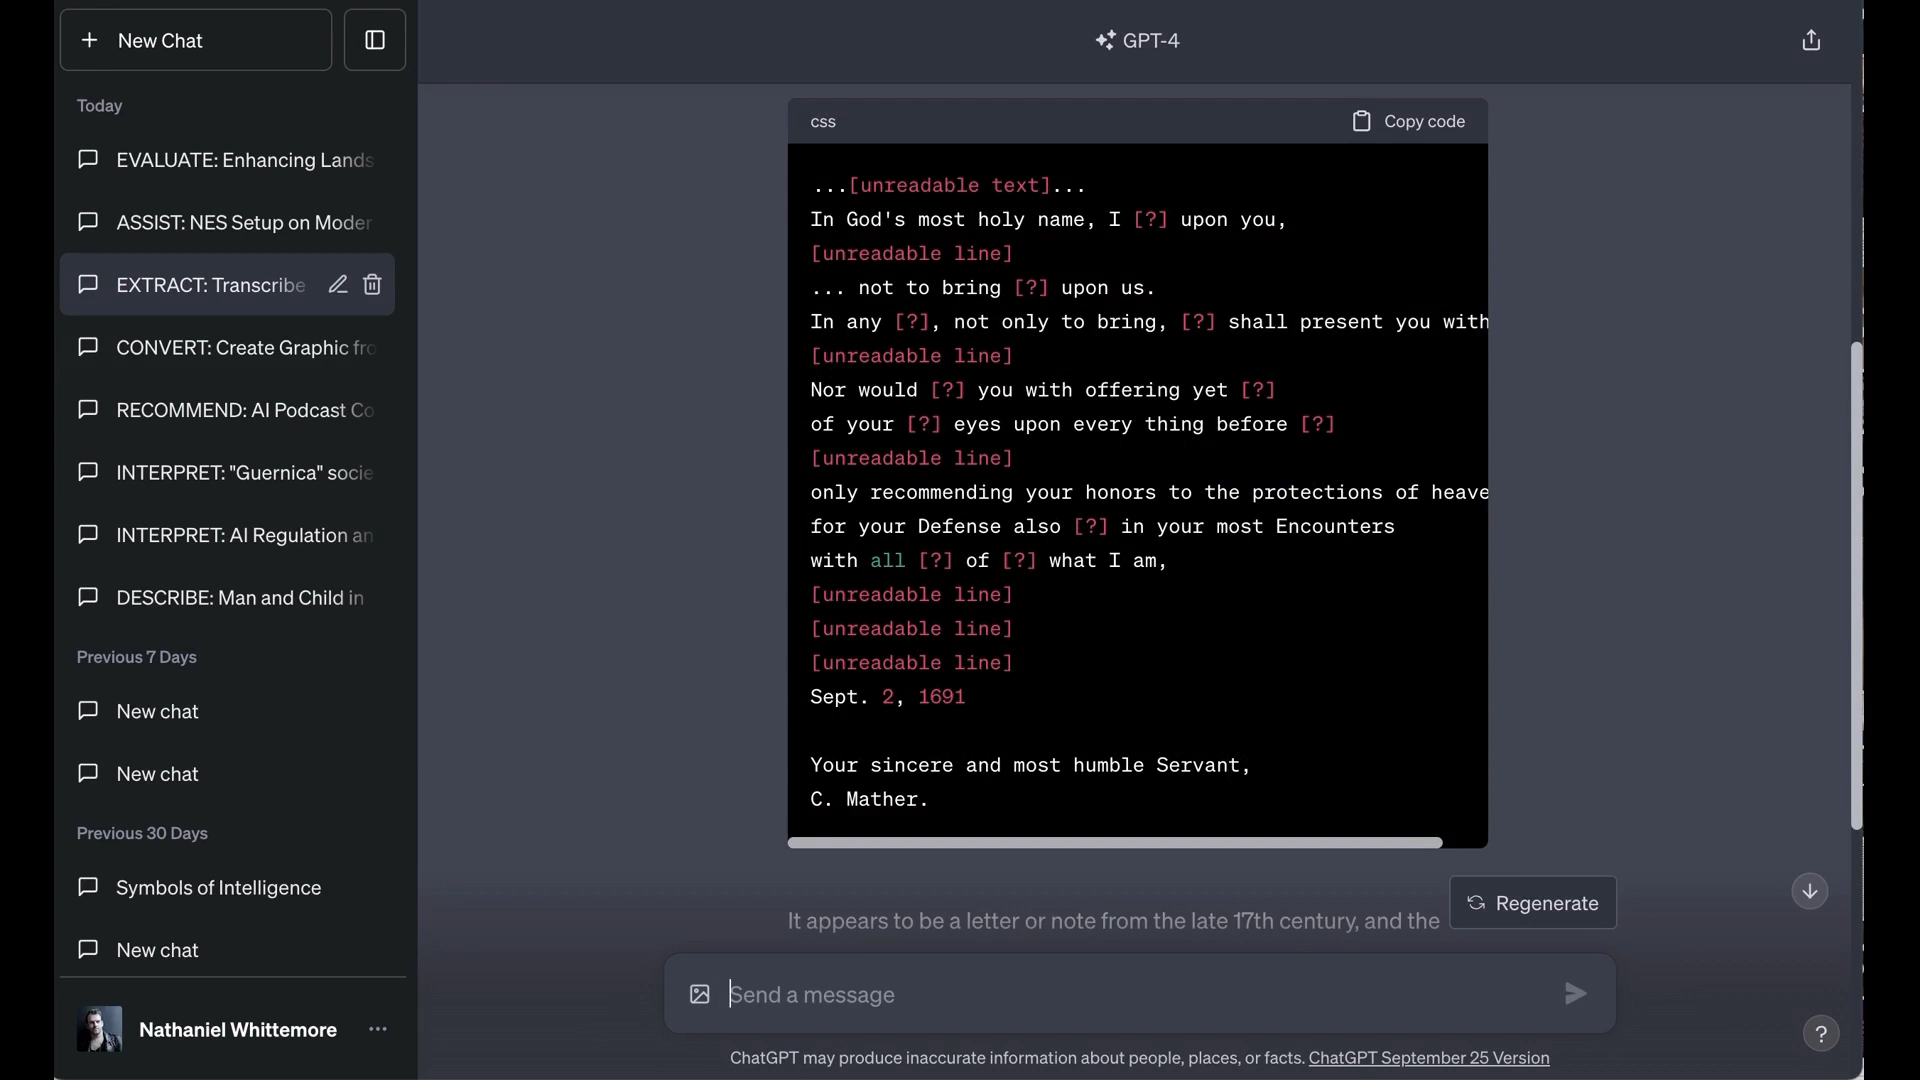 New Chat
GPT-4
Today
EVALUATE: Enhancing Lands
ASSIST: NES Setup on Moder
EXTRACT: Transcribe
CONVERT: Create Graphic fro
RECOMMEND: AI Podcast Co
INTERPRET: "Guernica" socie
INTERPRET: AI Regulation an
DESCRIBE: Man and Child in
Previous 7 Days
New chat
New chat
Previous 30 Days
Symbols of Intelligence
New chat
Nathaniel Whittemore
css
Copy code
...[unreadable text]...
In God's most holy name, I [?] upon you,
[unreadable line]
... not to bring [?] upon us.
In any [?], not only to bring, [?] shall present you with
[unreadable line]
Nor would [?] you with offering yet [?]
of your [?] eyes upon every thing before [?]
[unreadable line]
only recommending your honors to the protections of heave
for your Defense also [?] in your most Encounters
with all [?] of [?] what I am,
[unreadable line]
[unreadable line]
[unreadable line]
Sept. 2, 1691
Your sincere and most humble Servant,
C. Mather.
It appears to be a letter or note from the late 17th century, and the
Regenerate
Send a message
?
ChatGPT may produce inaccurate information about people, places, or facts. ChatGPT September 25 Version